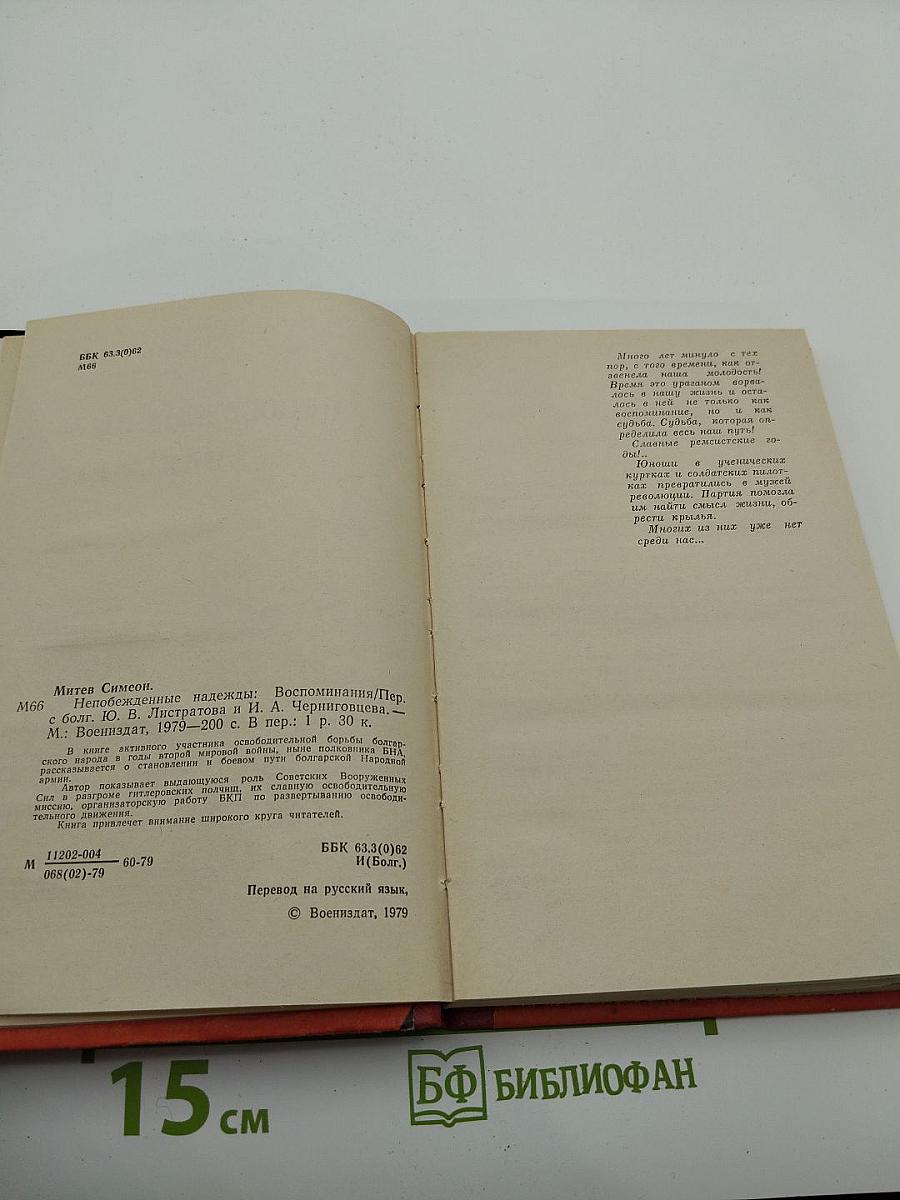 ББК 63.3(0)62
М66
Митев Симеон.
М66 Непобежденные надежды: Воспоминания/Пер.
с болг. Ю. В. Листратова и И. А. Черниговцева.—
М.: Воениздат, 1979—200 с. В пер.: 1 р. 30 к.
В книге активного участника освободительной борьбы болгар-
ского народа в годы второй мировой войны, ныне полковника БНА,
рассказывается о становлении и боевом пути болгарской Народной
армии.
Автор показывает выдающуюся роль Советских Вооруженных
Сил в разгроме гитлеровских полчищ, их славную освободительную
миссию, организаторскую работу БКП по развертыванию освободи-
тельного движения.
Книга привлечет внимание широкого круга читателей.
М 11202-004 60-79
068(02)-79
ББК 63.3(0)62
И(Болг.)
Перевод на русский язык,
© Воениздат, 1979
Много лет минуло с тех
пор, с того времени, как от-
звенела наша молодость!
Время это ураганом ворва-
лось в нашу жизнь и оста-
лось в ней не только как
воспоминание, но и как
судьба. Судьба, которая оп-
ределила весь наш путь!
Славные ремсистские го-
ды!..
Юноши в ученических
куртках и солдатских пилот-
ках превратились в мужей
революции. Партия помогла
им найти смысл жизни, об-
рести крылья.
Многих из них уже нет
среди нас...
15 см
БФ БИБЛИОФАН